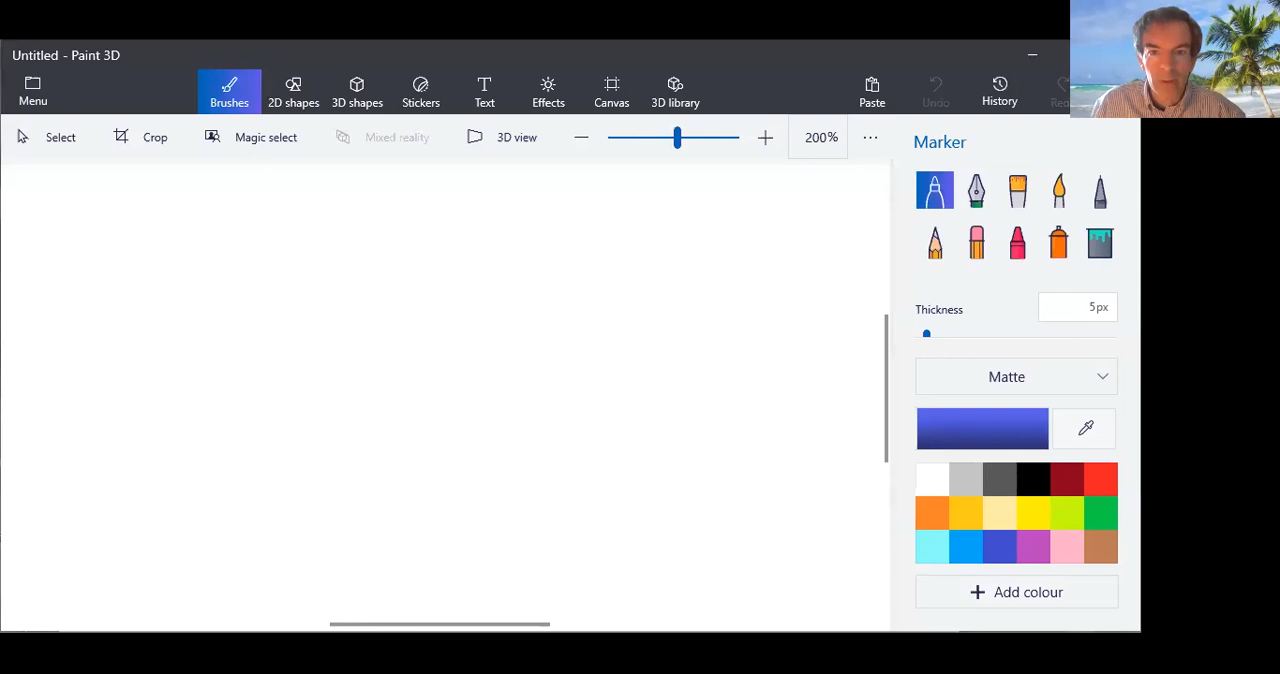 Untitled - Paint 3D
Menu
Brushes
2D shapes
3D shapes
Stickers
Text
Effects
Canvas
3D library
Paste
Undo
History
Select
Crop
Magic select
Mixed reality
3D view
200%
Marker
Thickness
5px
Matte
Add colour